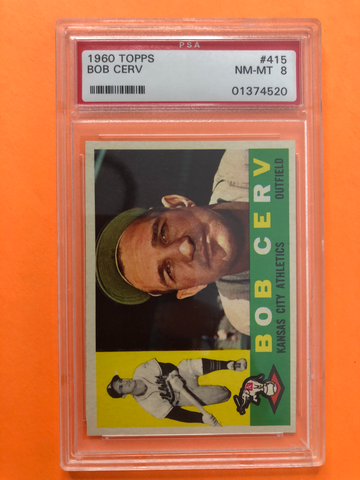 PSA
1960 TOPPS #415
BOB CERV NM-MT 8
01374520
BOB CERV
KANSAS CITY ATHLETICS OUTFIELD